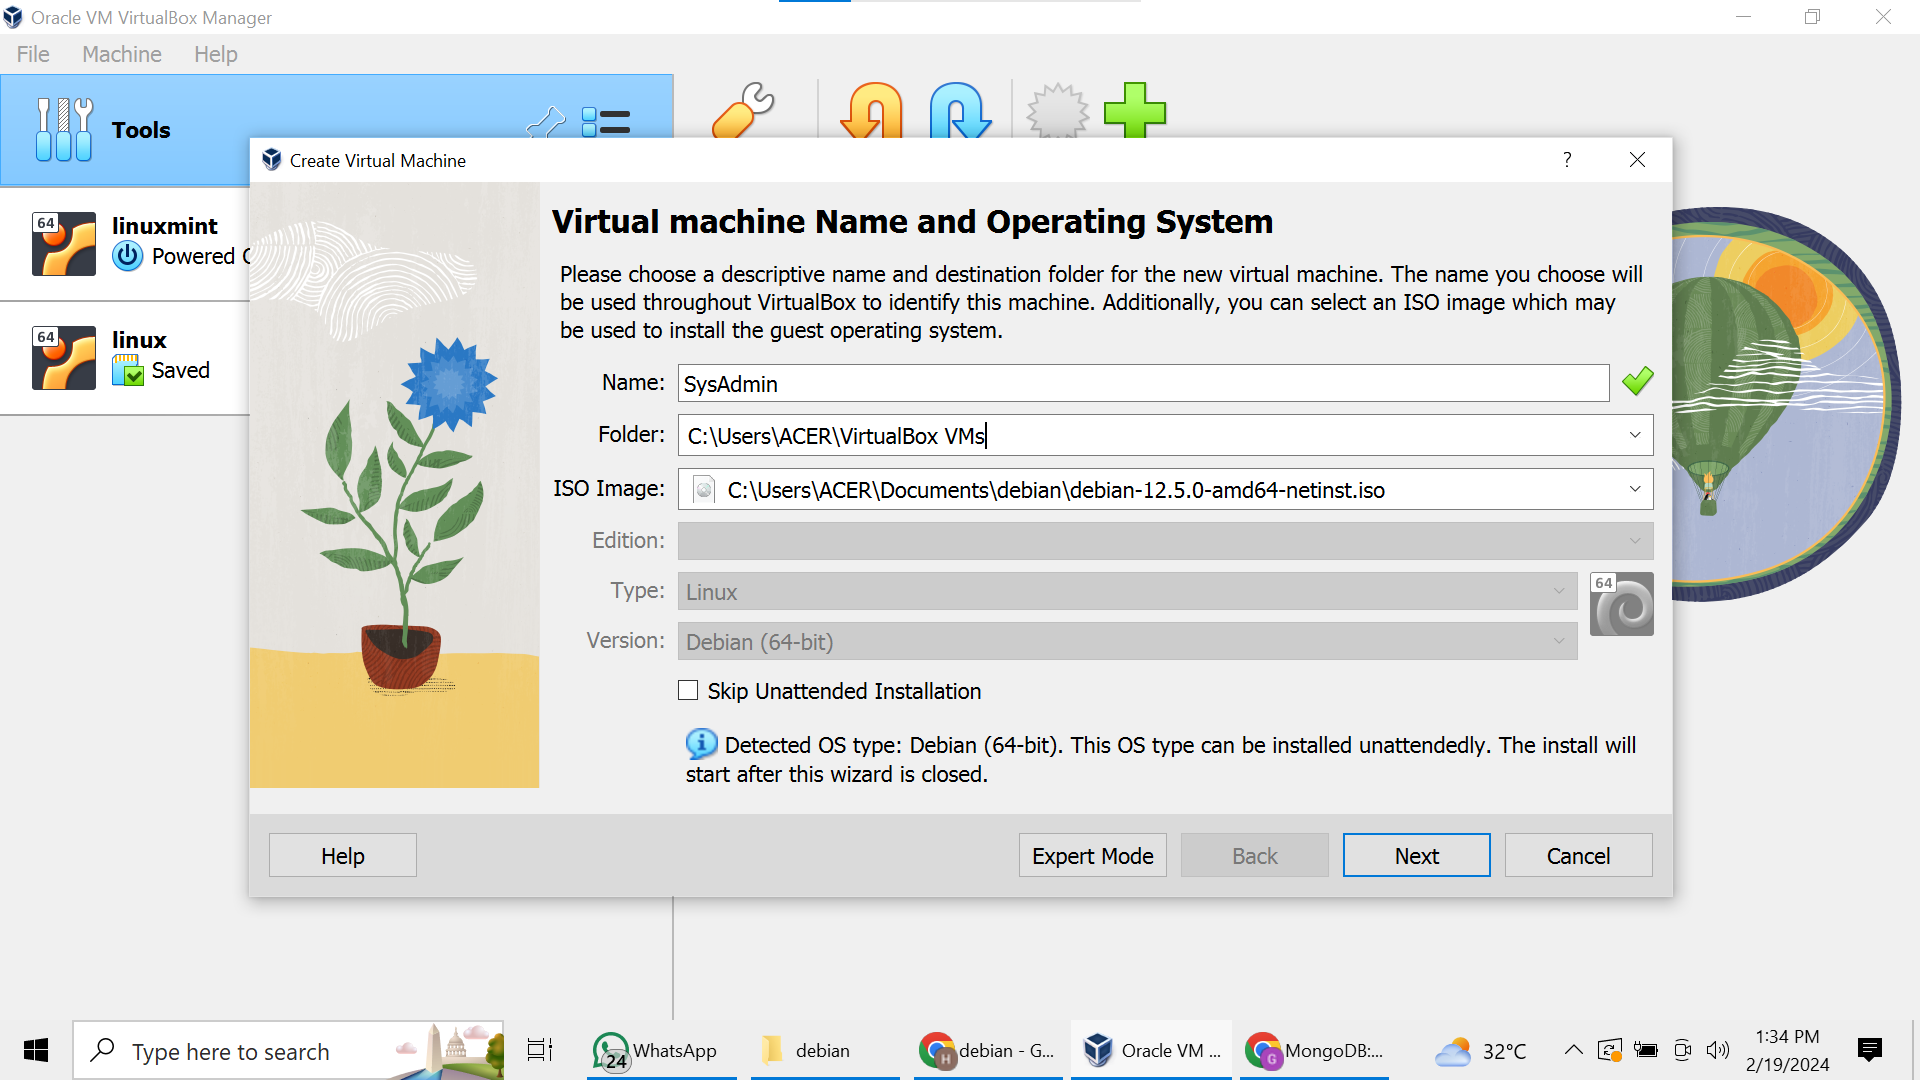 Oracle VM VirtualBox Manager
File Machine Help
Tools
64
linuxmint
Powered
64
linux
Saved
Create Virtual Machine
?
Virtual machine Name and Operating System
Please choose a descriptive name and destination folder for the new virtual machine. The name you choose will
be used throughout VirtualBox to identify this machine. Additionally, you can select an ISO image which may
be used to install the guest operating system.
Name: SysAdmin
Folder: C:\Users\ACER\VirtualBox VMs
ISO Image: C:\Users\ACER\Documents\debian\debian-12.5.0-amd64-netinst.iso
Edition:
Type: Linux
64
Version: Debian (64-bit)
Skip Unattended Installation
Detected OS type: Debian (64-bit). This OS type can be installed unattendedly. The install will
start after this wizard is closed.
Help Expert Mode Back Next Cancel
Type here to search
24 WhatsApp
debian
H debian - G...
Oracle VM ...
G MongoDB:...
32°C
1:34 PM
2/19/2024